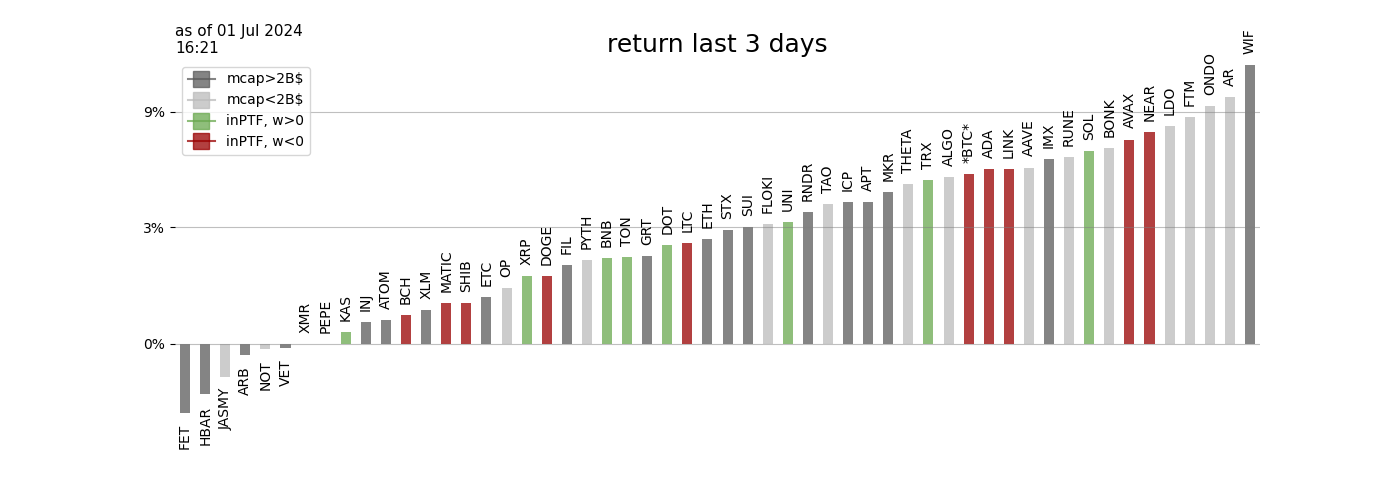 as of 01 Jul 2024
16:21
return last 3 days
mcap>2B$
mcap<2B$
inPTF, w>0
inPTF, w<0
9%
3%
0%
FET
HBAR
JASMY
ARB
NOT
VET
XMR
PEPE
KAS
INJ
ATOM
BCH
XLM
MATIC
SHIB
ETC
OP
XRP
DOGE
FIL
PYTH
BNB
TON
GRT
DOT
LTC
ETH
STX
SUI
FLOKI
UNI
RNDR
TAO
ICP
APT
MKR
THETA
TRX
ALGO
*BTC*
ADA
LINK
AAVE
IMX
RUNE
SOL
BONK
AVAX
NEAR
LDO
FTM
ONDO
AR
WIF